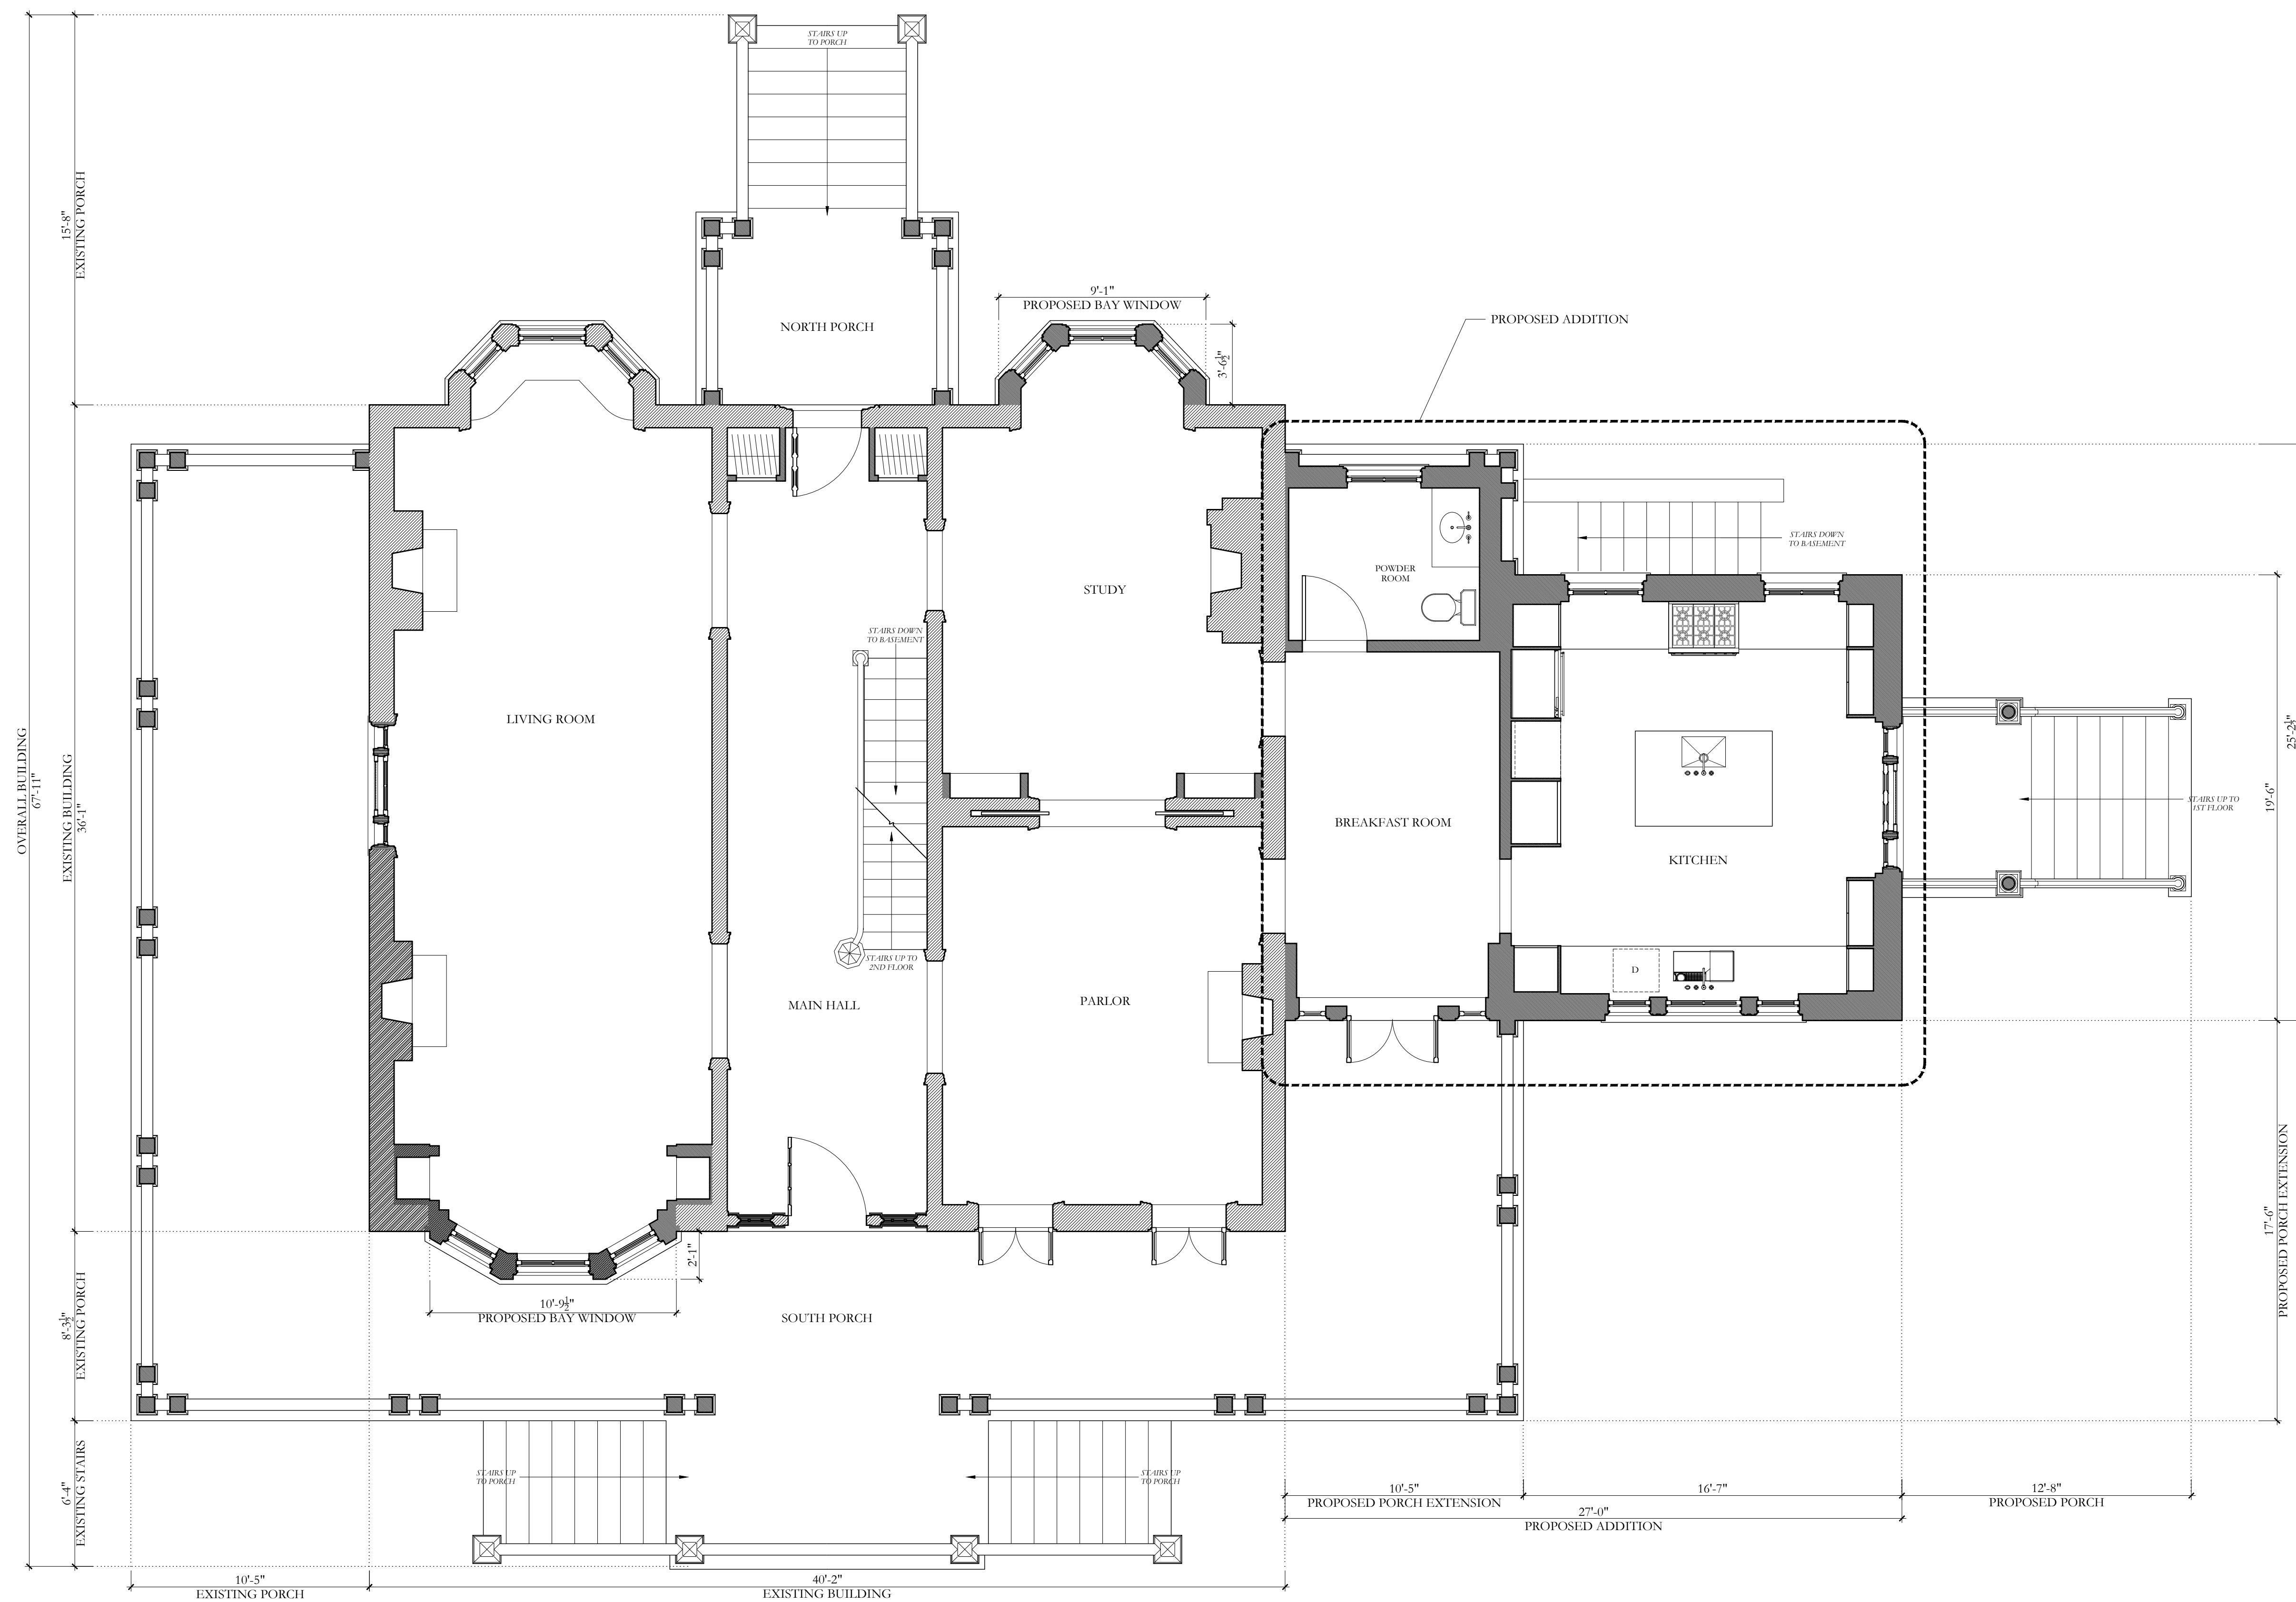 STAIRS UP
TO PORCH
15'-8"
EXISTING PORCH
NORTH PORCH
9'-1"
PROPOSED BAY WINDOW
3'-6½"
PROPOSED ADDITION
STAIRS DOWN
TO BASEMENT
POWDER
ROOM
STUDY
STAIRS DOWN
TO BASEMENT
LIVING ROOM
OVERALL BUILDING
67'-11"
EXISTING BUILDING
36'-1"
BREAKFAST ROOM
KITCHEN
STAIRS UP TO
1ST FLOOR
19'-6"
25'-2½"
STAIRS UP TO
2ND FLOOR
D
MAIN HALL
PARLOR
2'-1"
10'-9½"
PROPOSED BAY WINDOW
SOUTH PORCH
8'-3½"
EXISTING PORCH
17'-6"
PROPOSED PORCH EXTENSION
6'-4"
EXISTING STAIRS
STAIRS UP
TO PORCH
STAIRS UP
TO PORCH
10'-5"
PROPOSED PORCH EXTENSION
16'-7"
12'-8"
PROPOSED PORCH
27'-0"
PROPOSED ADDITION
10'-5"
EXISTING PORCH
40'-2"
EXISTING BUILDING